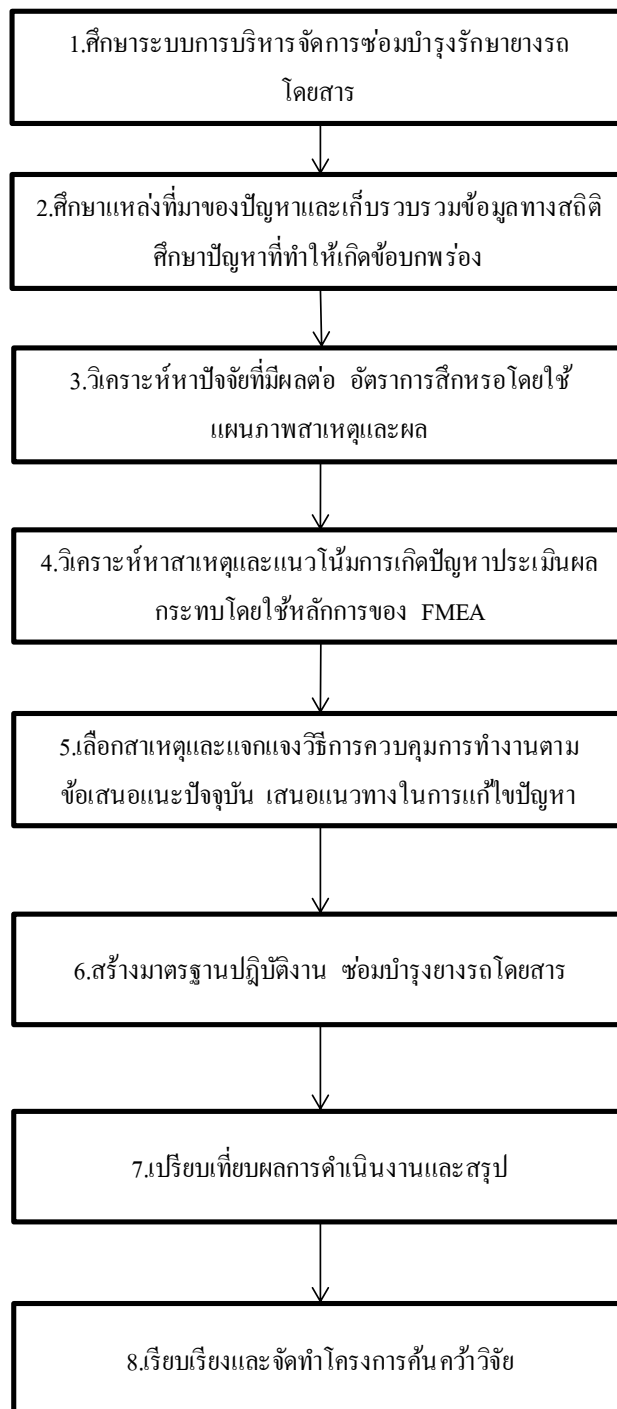 1.ศึกษาระบบการบริหารจัดการซ่อมบำรุงรักษายางรถ
โดยสาร
2.ศึกษาแหล่งที่มาของปัญหาและเก็บรวบรวมข้อมูลทางสถิติ
ศึกษาปัญหาที่ทำให้เกิดข้อบกพร่อง
3.วิเคราะห์หาปัจจัยที่มีผลต่อ อัตราการสึกหรอโดยใช้
แผนภาพสาเหตุและผล
4.วิเคราะห์หาสาเหตุและแนวโน้มการเกิดปัญหาประเมินผล
กระทบโดยใช้หลักการของ FMEA
5.เลือกสาเหตุและแจกแจงวิธีการควบคุมการทำงานตาม
ข้อเสนอแนะปัจจุบัน เสนอแนวทางในการแก้ไขปัญหา
6.สร้างมาตรฐานปฎิบัติงาน ซ่อมบำรุงยางรถโดยสาร
7.เปรียบเที่ยบผลการดำเนินงานและสรุป
8.เรียบเรียงและจัดทำโครงการค้นคว้าวิจัย